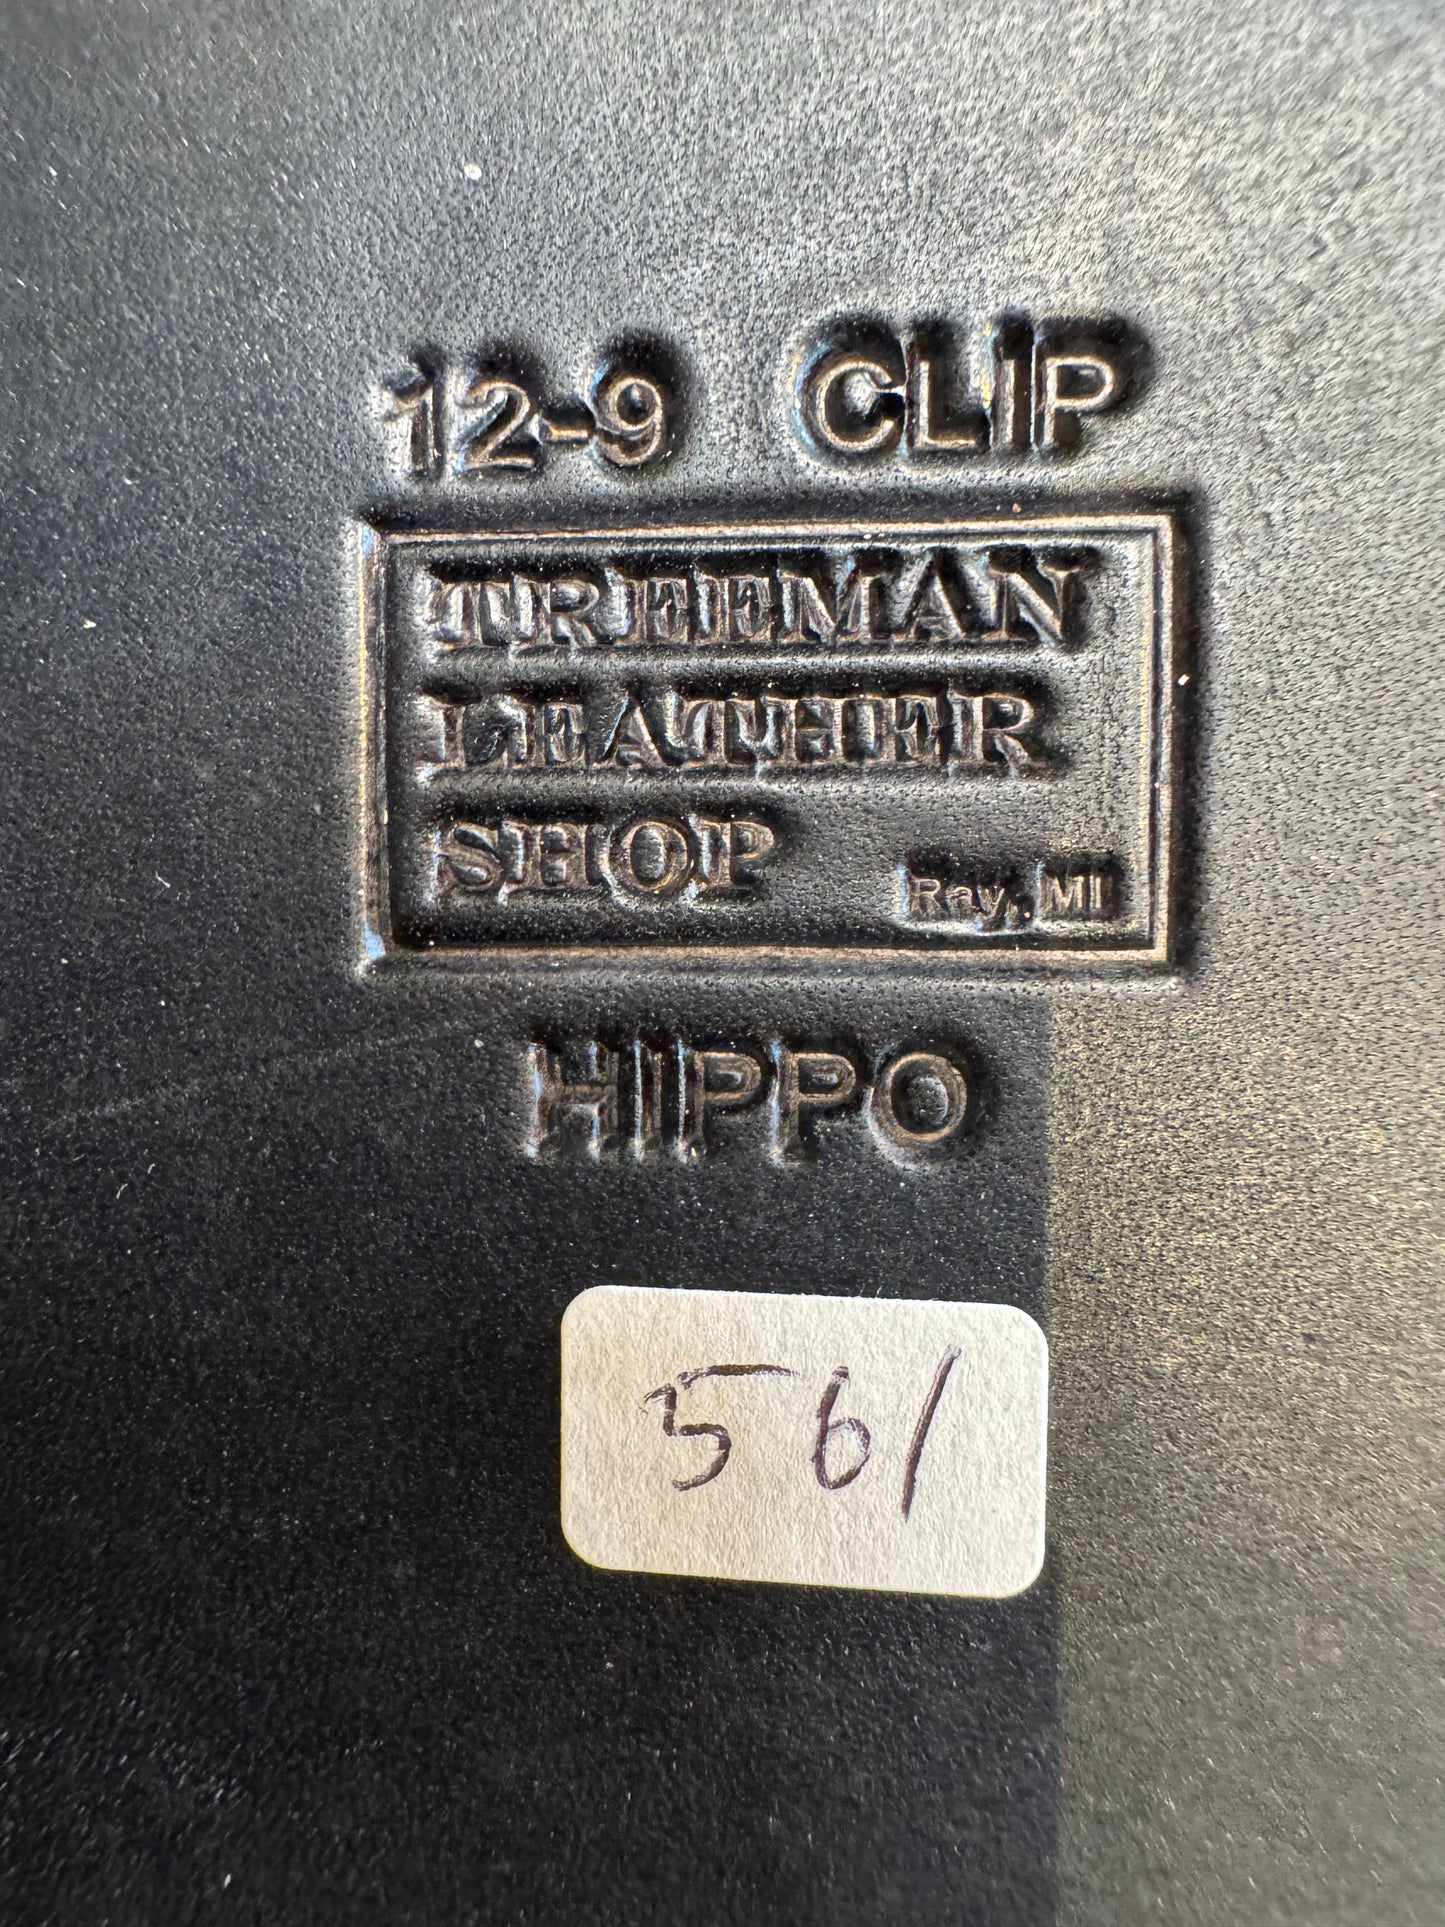 12-9 CLIP
TREEMAN
LEATHER
SHOP
Ray, MI
HIPPO
561